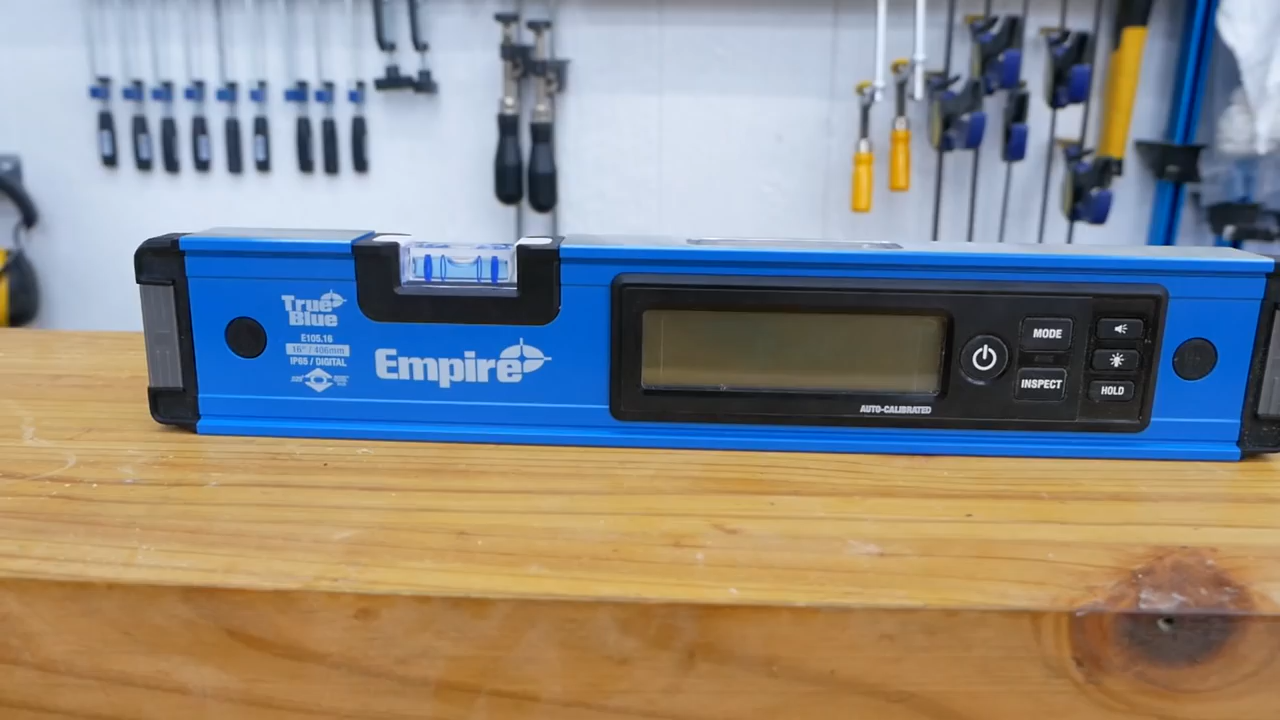 True
Blue
E105.16
16" / 406mm
IP65 / DIGITAL
Empire
MODE
INSPECT
HOLD
AUTO-CALIBRATED